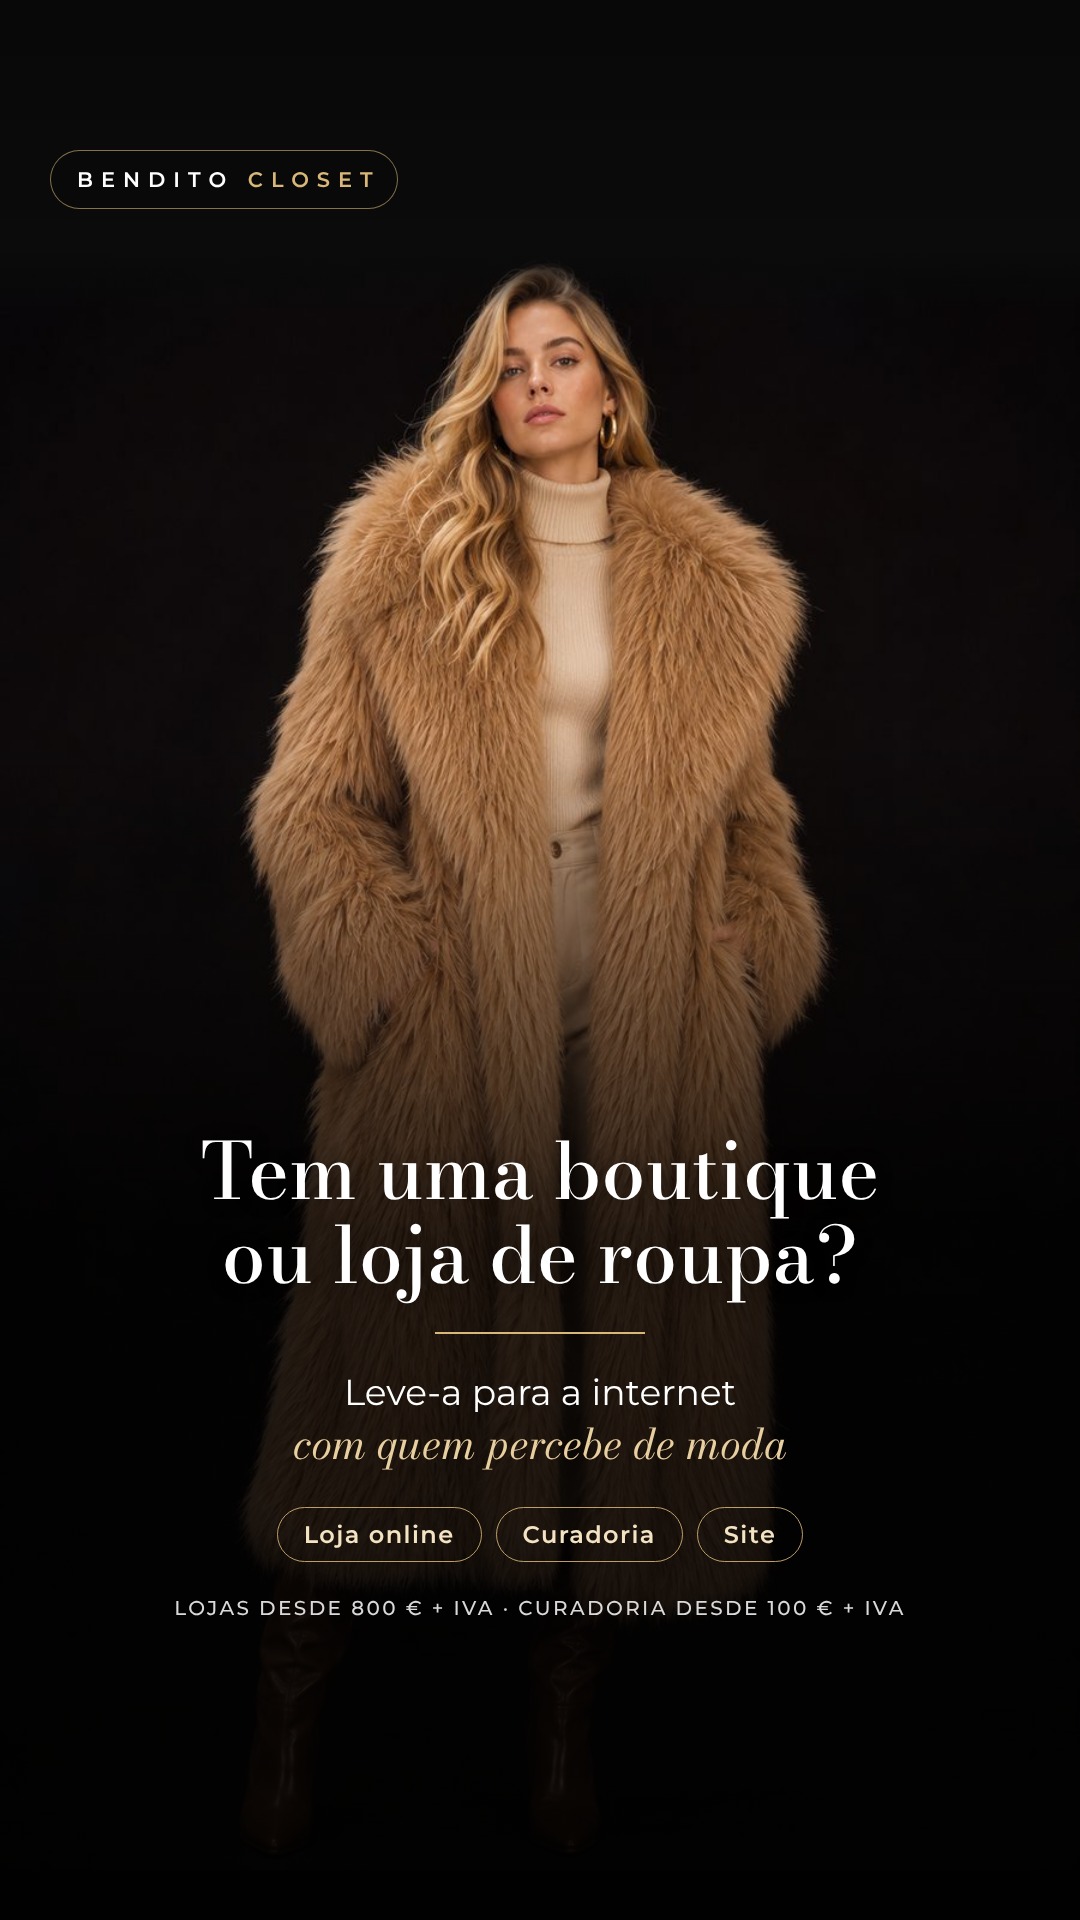 BENDITO CLOSET
Tem uma boutique
ou loja de roupa?
Leve-a para a internet
com quem percebe de moda
Loja online Curadoria Site
LOJAS DESDE 800 € + IVA · CURADORIA DESDE 100 € + IVA